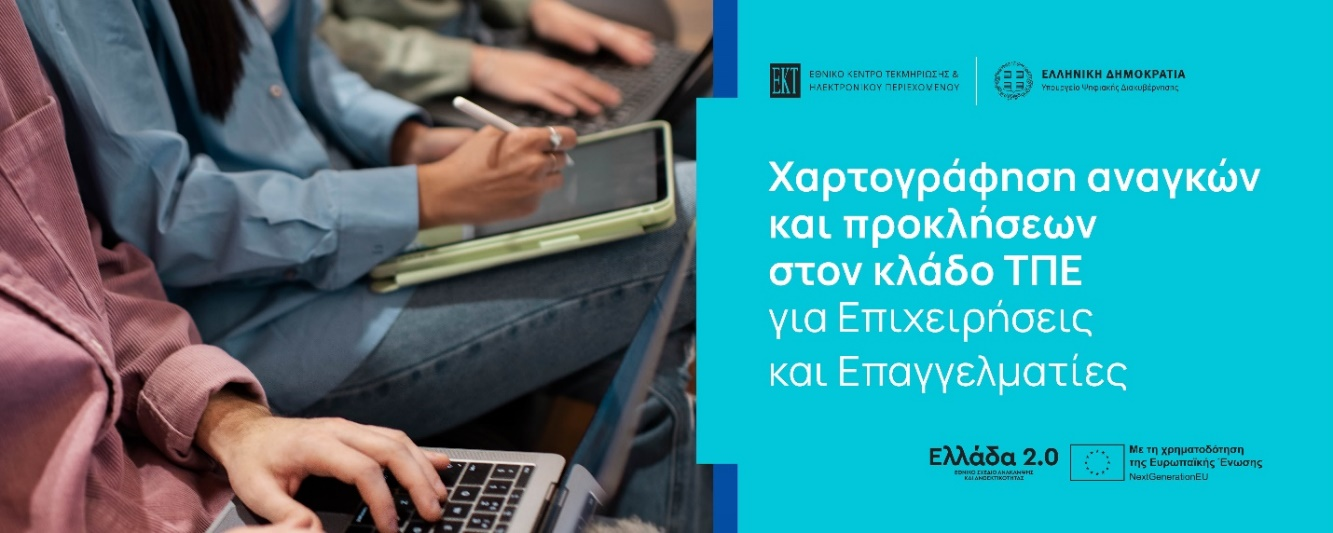 ΕΚΤ
ΕΘΝΙΚΟ ΚΕΝΤΡΟ ΤΕΚΜΗΡΙΩΣΗΣ &
ΗΛΕΚΤΡΟΝΙΚΟΥ ΠΕΡΙΕΧΟΜΕΝΟΥ
ΕΛΛΗΝΙΚΗ ΔΗΜΟΚΡΑΤΙΑ
Υπουργείο Ψηφιακής Διακυβέρνησης
Χαρτογράφηση αναγκών
και προκλήσεων
στον κλάδο ΤΠΕ
για Επιχειρήσεις
και Επαγγελματίες
Ελλάδα 2.0
ΕΘΝΙΚΟ ΣΧΕΔΙΟ ΑΝΑΚΑΜΨΗΣ
ΚΑΙ ΑΝΘΕΚΤΙΚΟΤΗΤΑΣ
Με τη χρηματοδότηση
της Ευρωπαϊκής Ένωσης
NextGenerationEU